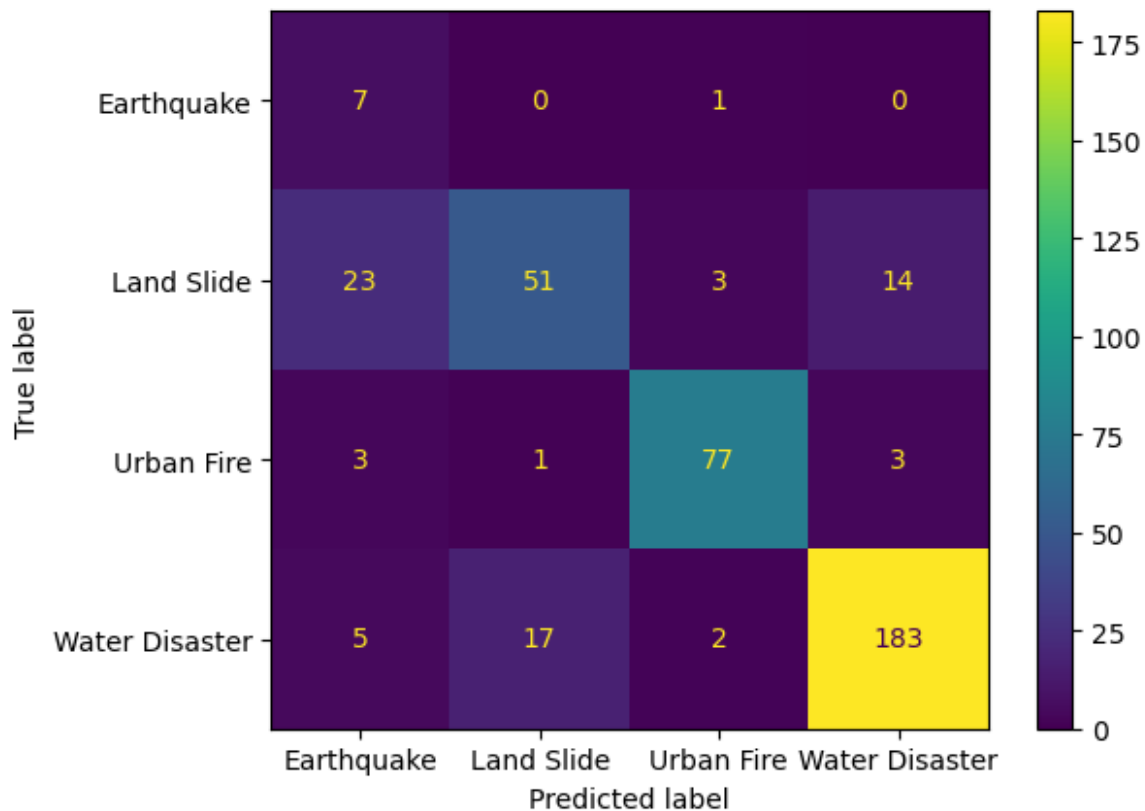 Earthquake 7 0 1 0
Land Slide 23 51 3 14
Urban Fire 3 1 77 3
Water Disaster 5 17 2 183
Earthquake Land Slide Urban Fire Water Disaster
Predicted label
True label
175
150
125
100
75
50
25
0